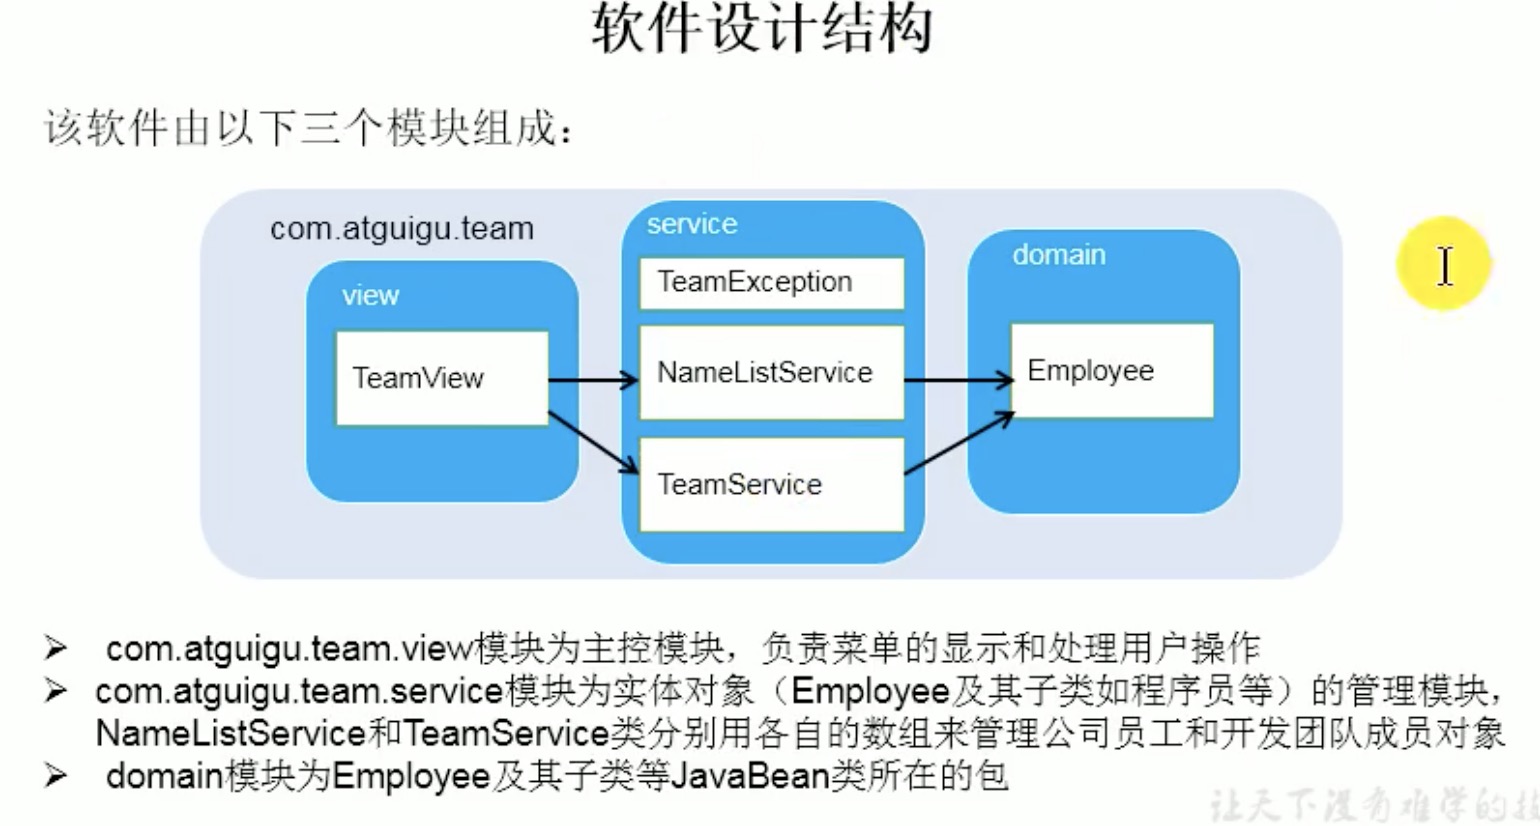 软件设计结构
该软件由以下三个模块组成：
com.atguigu.team
service
domain
view
TeamException
TeamView
NameListService
Employee
TeamService
➢ com.atguigu.team.view模块为主控模块，负责菜单的显示和处理用户操作
➢ com.atguigu.team.service模块为实体对象（Employee及其子类如程序员等）的管理模块，
NameListService和TeamService类分别用各自的数组来管理公司员工和开发团队成员对象
➢ domain模块为Employee及其子类等JavaBean类所在的包
让天下没有难学的技